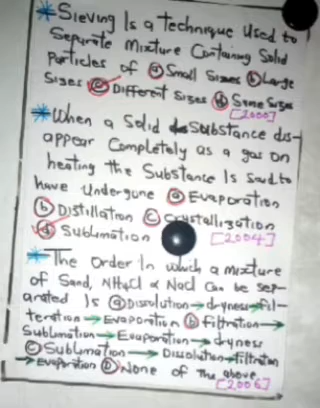 *Sieving Is a Technique Used to
Separate Mixture Containing Solid
Particles of (a) Small Sizes (b) Large
Sizes (c) Different Sizes (d) Same Sizes
[2000]
*When a Solid Substance dis-
appear Completely as a gas on
heating the Substance Is said to
have Undergone (a) Evaporation
(b) Distillation (c) Crystallization
(d) Sublimation [2004]
*The Order In which a mixture
of Sand, NH4Cl & NaCl Can be Sep-
arated Is (a) Dissolution→dryness→fil-
teration→Evaporation (b) Filtration→
Sublimation→Evaporation→dryness
(c) Sublimation→Dissolution→filtration
→Evaporation (D) None of the above
[2006]